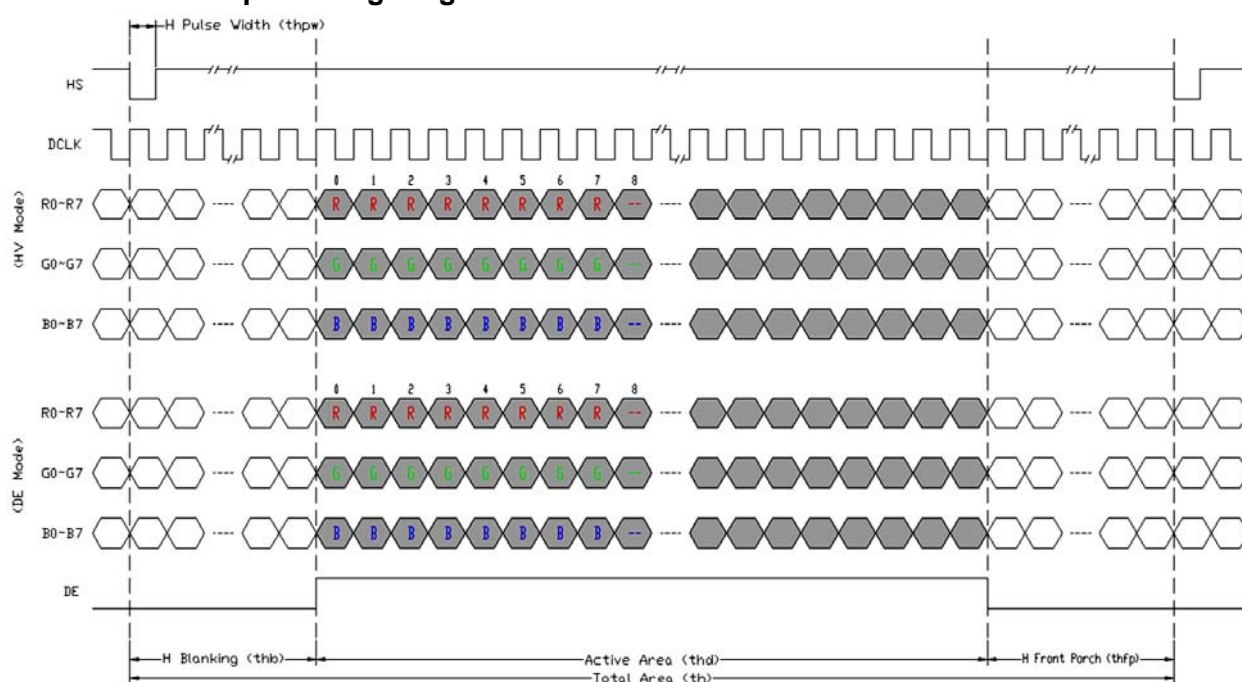 H Pulse Width (thpw)
HS
DCLK
(HV Mode)
0 1 2 3 4 5 6 7 8
R0~R7 R R R R R R R R --
G0~G7 G G G G G G G G --
B0~B7 B B B B B B B B --
(DE Mode)
0 1 2 3 4 5 6 7 8
R0~R7 R R R R R R R R --
G0~G7 G G G G G G G G --
B0~B7 B B B B B B B B --
DE
H Blanking (thb) Active Area (thd) H Front Porch (thfp)
Total Area (th)